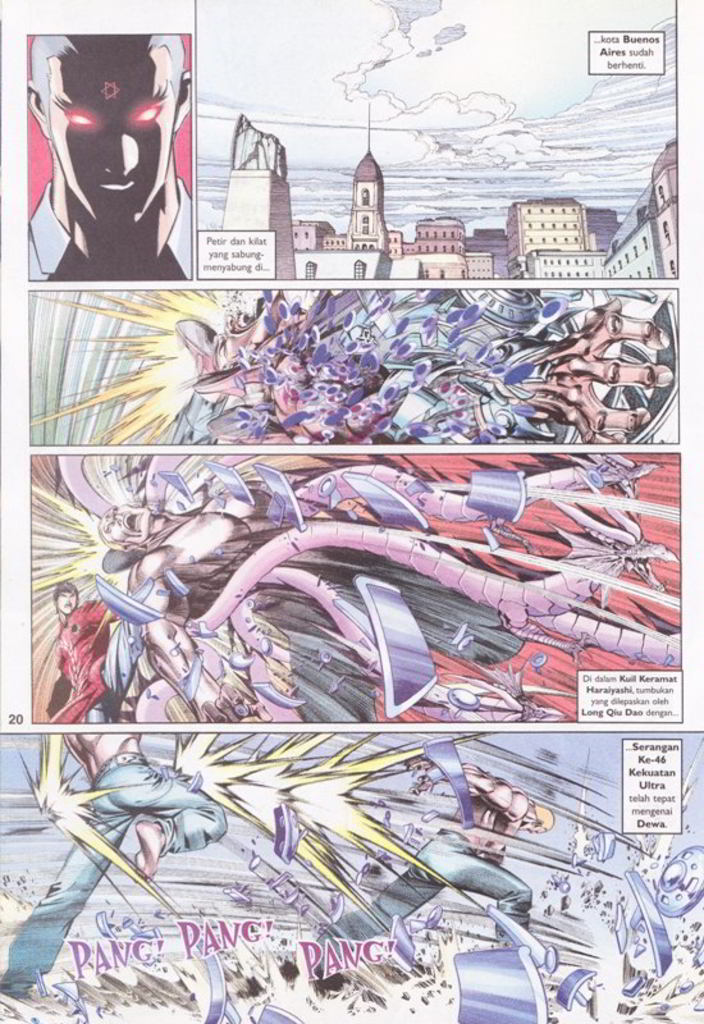 ...kota Buenos
Aires sudah
berhenti.
Petir dan kilat
yang sabung-
menyabung di...
Di dalam Kuil Keramat
Haraiyashi, tumbukan
yang dilepaskan oleh
Long Qiu Dao dengan...
20
...Serangan
Ke-46
Kekuatan
Ultra
telah tepat
mengenai
Dewa.
PANG! PANG!
PANG!